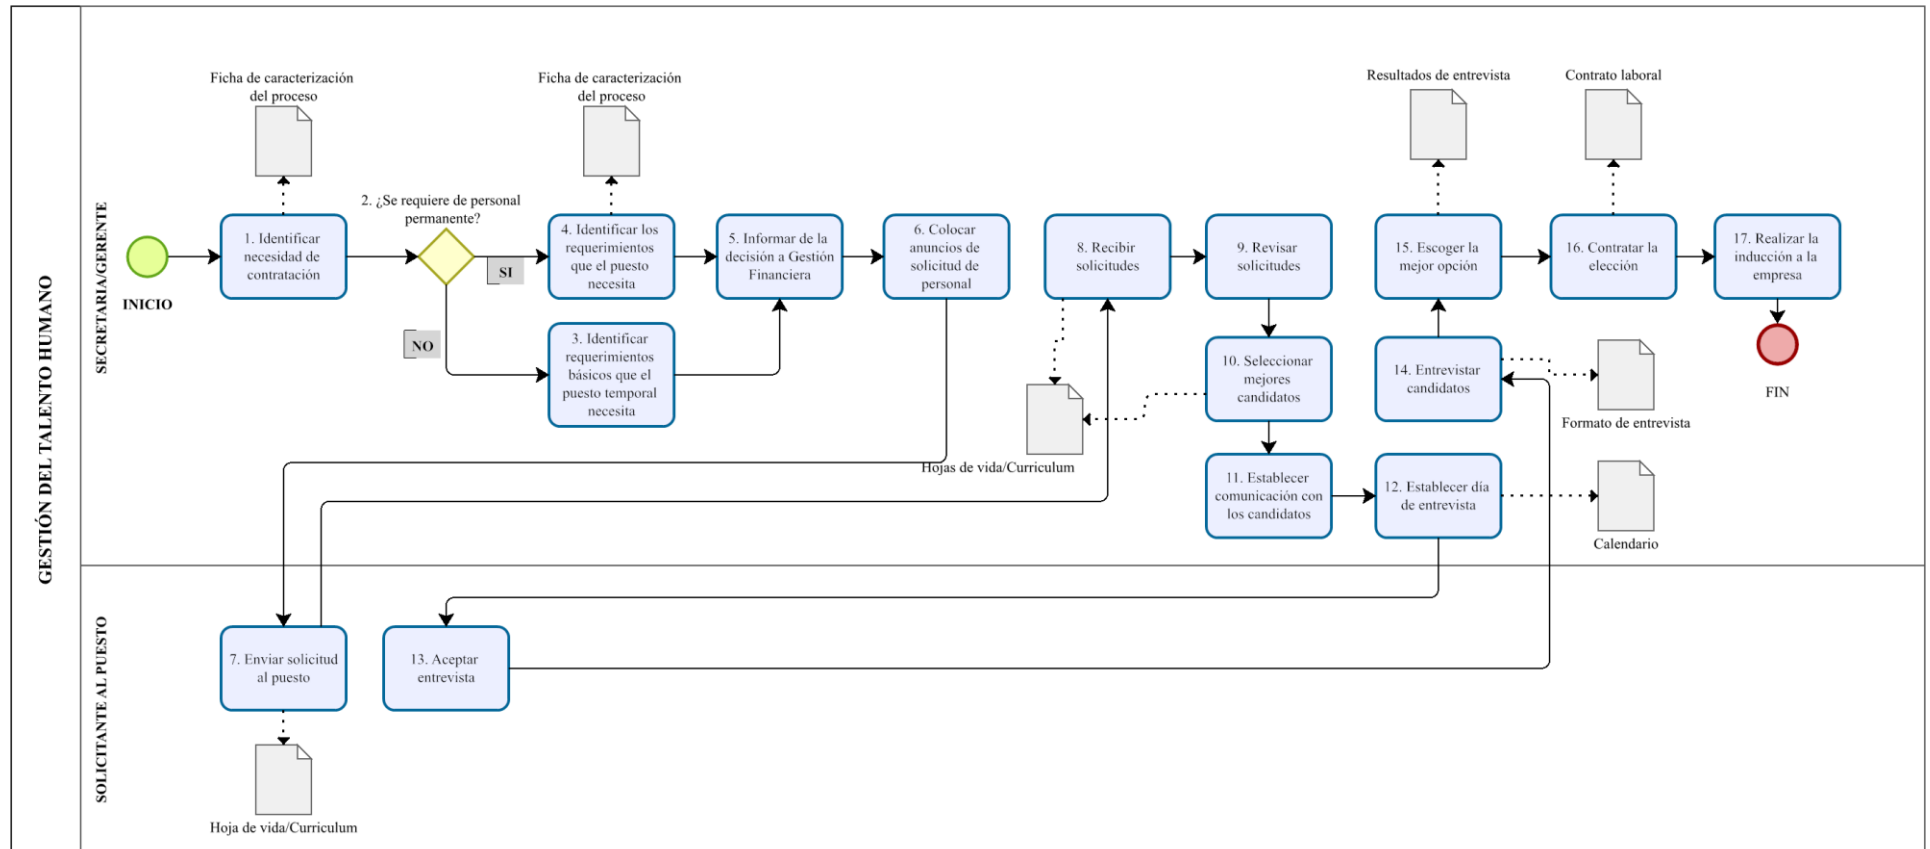 GESTIÓN DEL TALENTO HUMANO
SECRETARIA/GERENTE
INICIO
Ficha de caracterización
del proceso
1. Identificar
necesidad de
contratación
2. ¿Se requiere de personal
permanente?
SI
NO
Ficha de caracterización
del proceso
4. Identificar los
requerimientos
que el puesto
necesita
3. Identificar
requerimientos
básicos que el
puesto temporal
necesita
5. Informar de la
decisión a Gestión
Financiera
6. Colocar
anuncios de
solicitud de
personal
8. Recibir
solicitudes
Hojas de vida/Curriculum
9. Revisar
solicitudes
10. Seleccionar
mejores
candidatos
11. Establecer
comunicación con
los candidatos
12. Establecer día
de entrevista
Calendario
14. Entrevistar
candidatos
Formato de entrevista
Resultados de entrevista
15. Escoger la
mejor opción
Contrato laboral
16. Contratar la
elección
17. Realizar la
inducción a la
empresa
FIN
SOLICITANTE AL PUESTO
7. Enviar solicitud
al puesto
Hoja de vida/Curriculum
13. Aceptar
entrevista